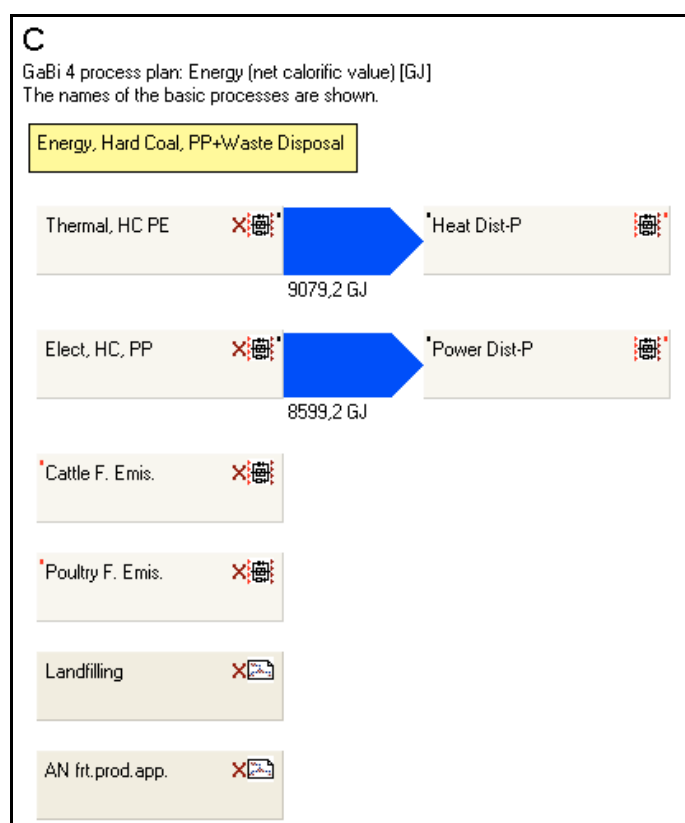 C
GaBi 4 process plan: Energy (net calorific value) [GJ]
The names of the basic processes are shown.
Energy, Hard Coal, PP+Waste Disposal
Thermal, HC PE
Heat Dist-P
9079,2 GJ
Elect, HC, PP
Power Dist-P
8599,2 GJ
Cattle F. Emis.
Poultry F. Emis.
Landfilling
AN frt.prod.app.